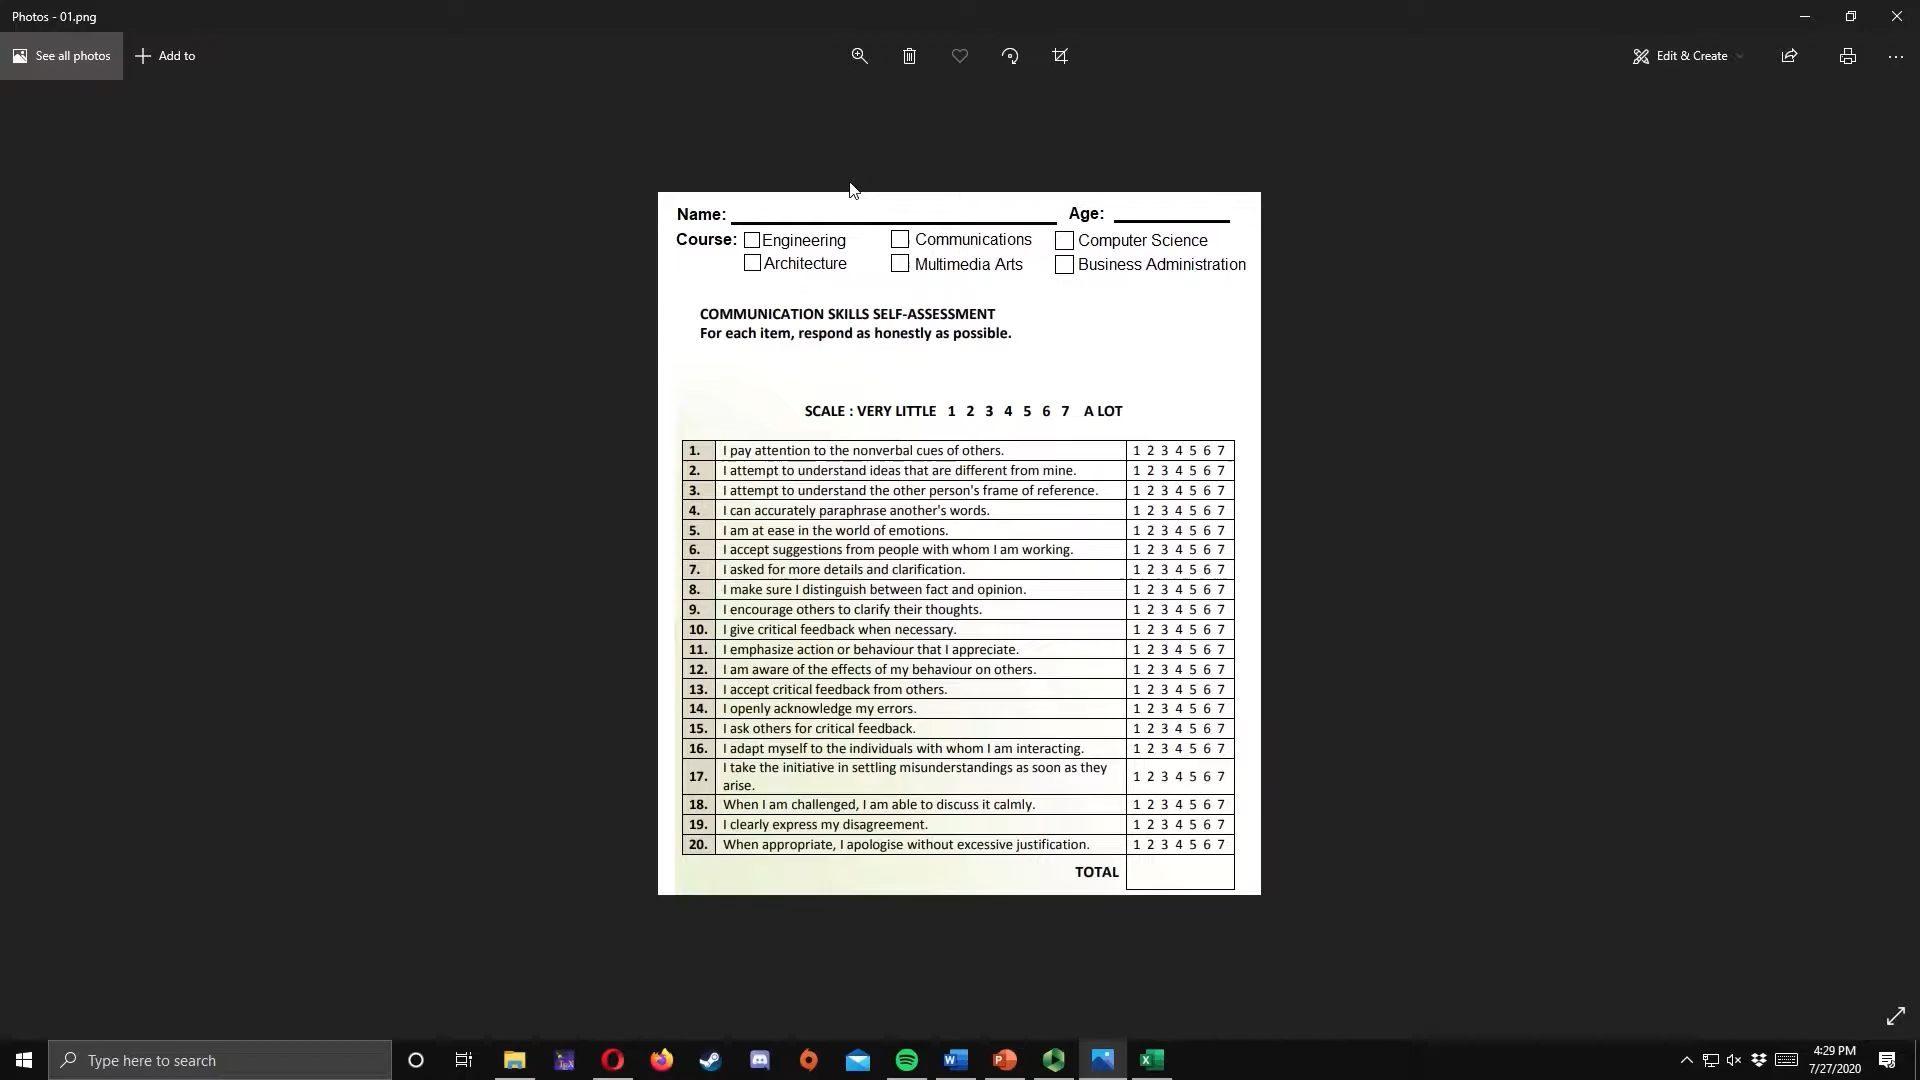 Photos - 01.png
See all photos
Add to
Edit & Create
Name:
Age:
Course: Engineering Communications Computer Science
Architecture Multimedia Arts Business Administration
COMMUNICATION SKILLS SELF-ASSESSMENT
For each item, respond as honestly as possible.
SCALE : VERY LITTLE 1 2 3 4 5 6 7 A LOT
1. I pay attention to the nonverbal cues of others. 1 2 3 4 5 6 7
2. I attempt to understand ideas that are different from mine. 1 2 3 4 5 6 7
3. I attempt to understand the other person's frame of reference. 1 2 3 4 5 6 7
4. I can accurately paraphrase another's words. 1 2 3 4 5 6 7
5. I am at ease in the world of emotions. 1 2 3 4 5 6 7
6. I accept suggestions from people with whom I am working. 1 2 3 4 5 6 7
7. I asked for more details and clarification. 1 2 3 4 5 6 7
8. I make sure I distinguish between fact and opinion. 1 2 3 4 5 6 7
9. I encourage others to clarify their thoughts. 1 2 3 4 5 6 7
10. I give critical feedback when necessary. 1 2 3 4 5 6 7
11. I emphasize action or behaviour that I appreciate. 1 2 3 4 5 6 7
12. I am aware of the effects of my behaviour on others. 1 2 3 4 5 6 7
13. I accept critical feedback from others. 1 2 3 4 5 6 7
14. I openly acknowledge my errors. 1 2 3 4 5 6 7
15. I ask others for critical feedback. 1 2 3 4 5 6 7
16. I adapt myself to the individuals with whom I am interacting. 1 2 3 4 5 6 7
17. I take the initiative in settling misunderstandings as soon as they
arise. 1 2 3 4 5 6 7
18. When I am challenged, I am able to discuss it calmly. 1 2 3 4 5 6 7
19. I clearly express my disagreement. 1 2 3 4 5 6 7
20. When appropriate, I apologise without excessive justification. 1 2 3 4 5 6 7
TOTAL
Type here to search
4:29 PM
7/27/2020